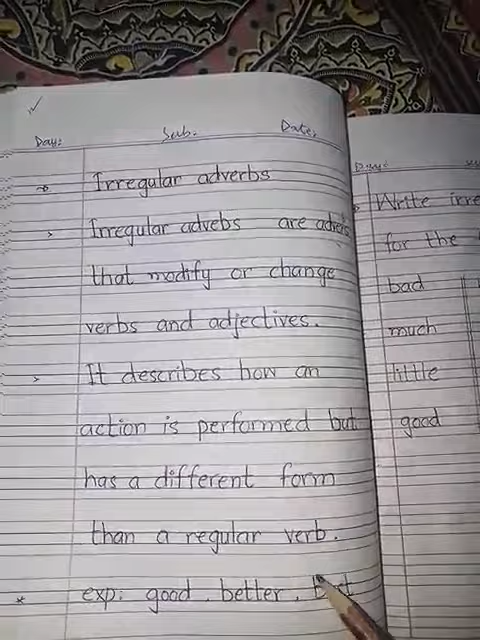 Day: Sub. Date.
Irregular adverbs
Irregular advebs are
that modify or change
verbs and adjectives.
It describes how an
action is performed but
has a different form
than a regular verb.
exp: good . better .
Day:
Write
for the
bad
much
little
good